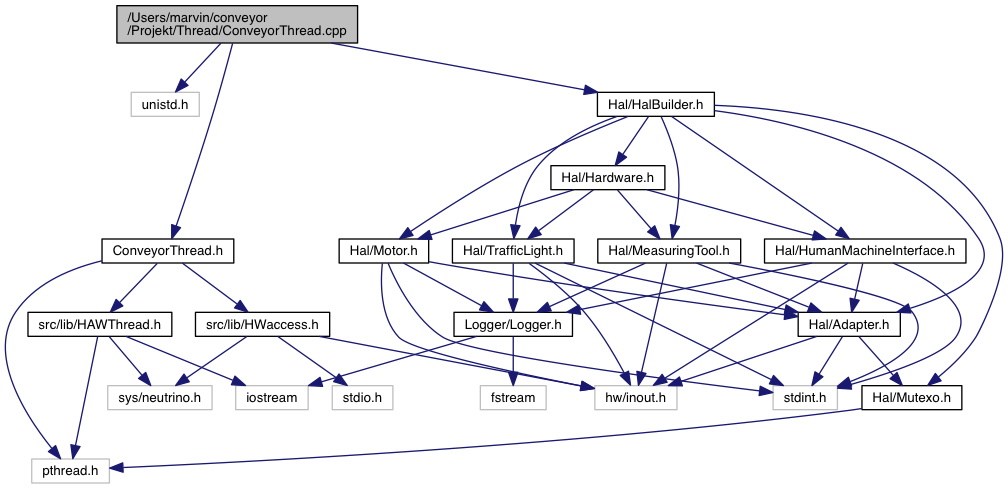 /Users/marvin/conveyor
/Projekt/Thread/ConveyorThread.cpp
unistd.h
Hal/HalBuilder.h
Hal/Hardware.h
ConveyorThread.h
Hal/Motor.h
Hal/TrafficLight.h
Hal/MeasuringTool.h
Hal/HumanMachineInterface.h
src/lib/HAWThread.h
src/lib/HWaccess.h
Logger/Logger.h
Hal/Adapter.h
sys/neutrino.h
iostream
stdio.h
fstream
hw/inout.h
stdint.h
Hal/Mutexo.h
pthread.h